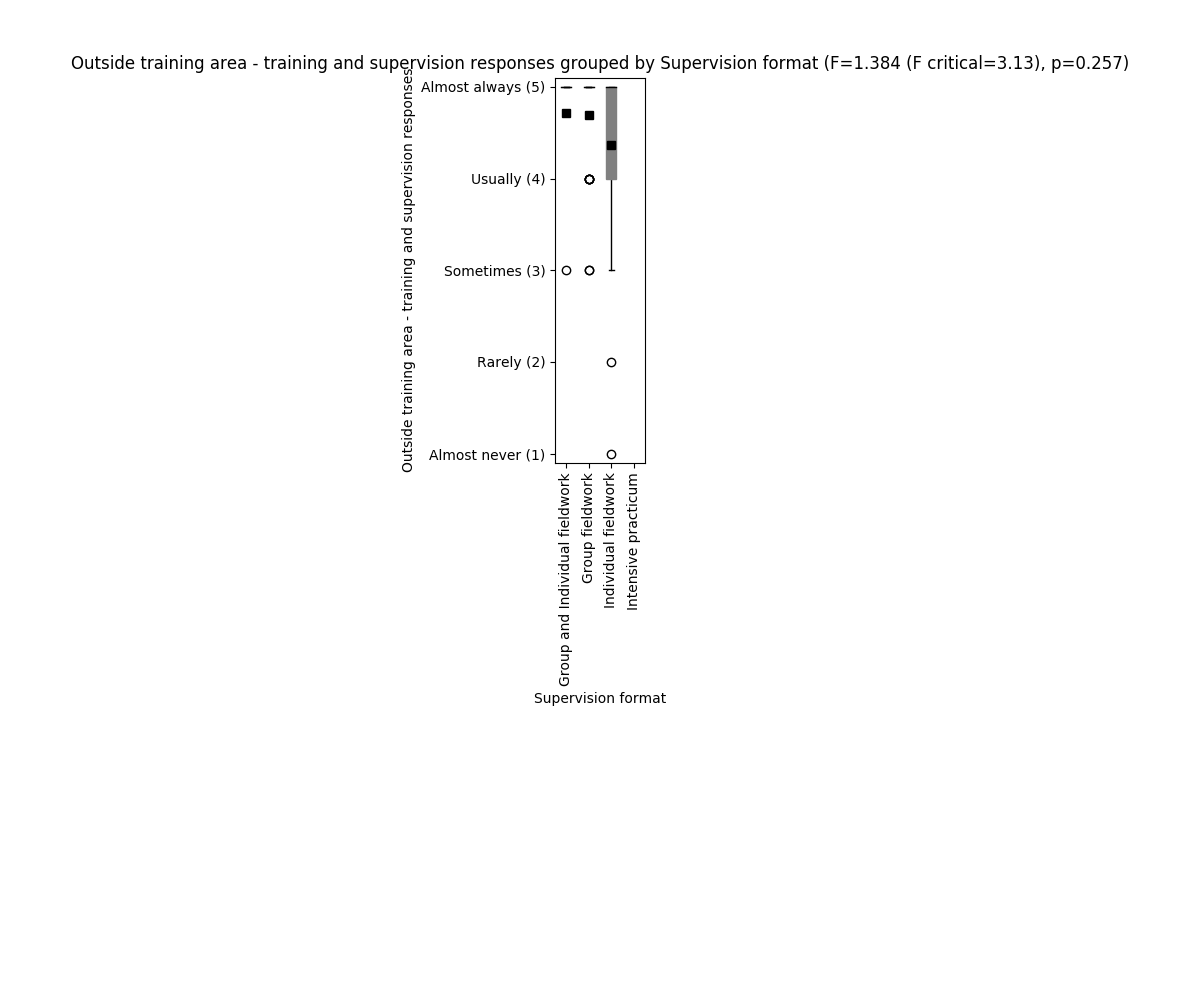 Outside training area - training and supervision responses grouped by Supervision format (F=1.384 (F critical=3.13), p=0.257)
Outside training area - training and supervision responses
Almost always (5)
Usually (4)
Sometimes (3)
Rarely (2)
Almost never (1)
Group and Individual fieldwork
Group fieldwork
Individual fieldwork
Intensive practicum
Supervision format